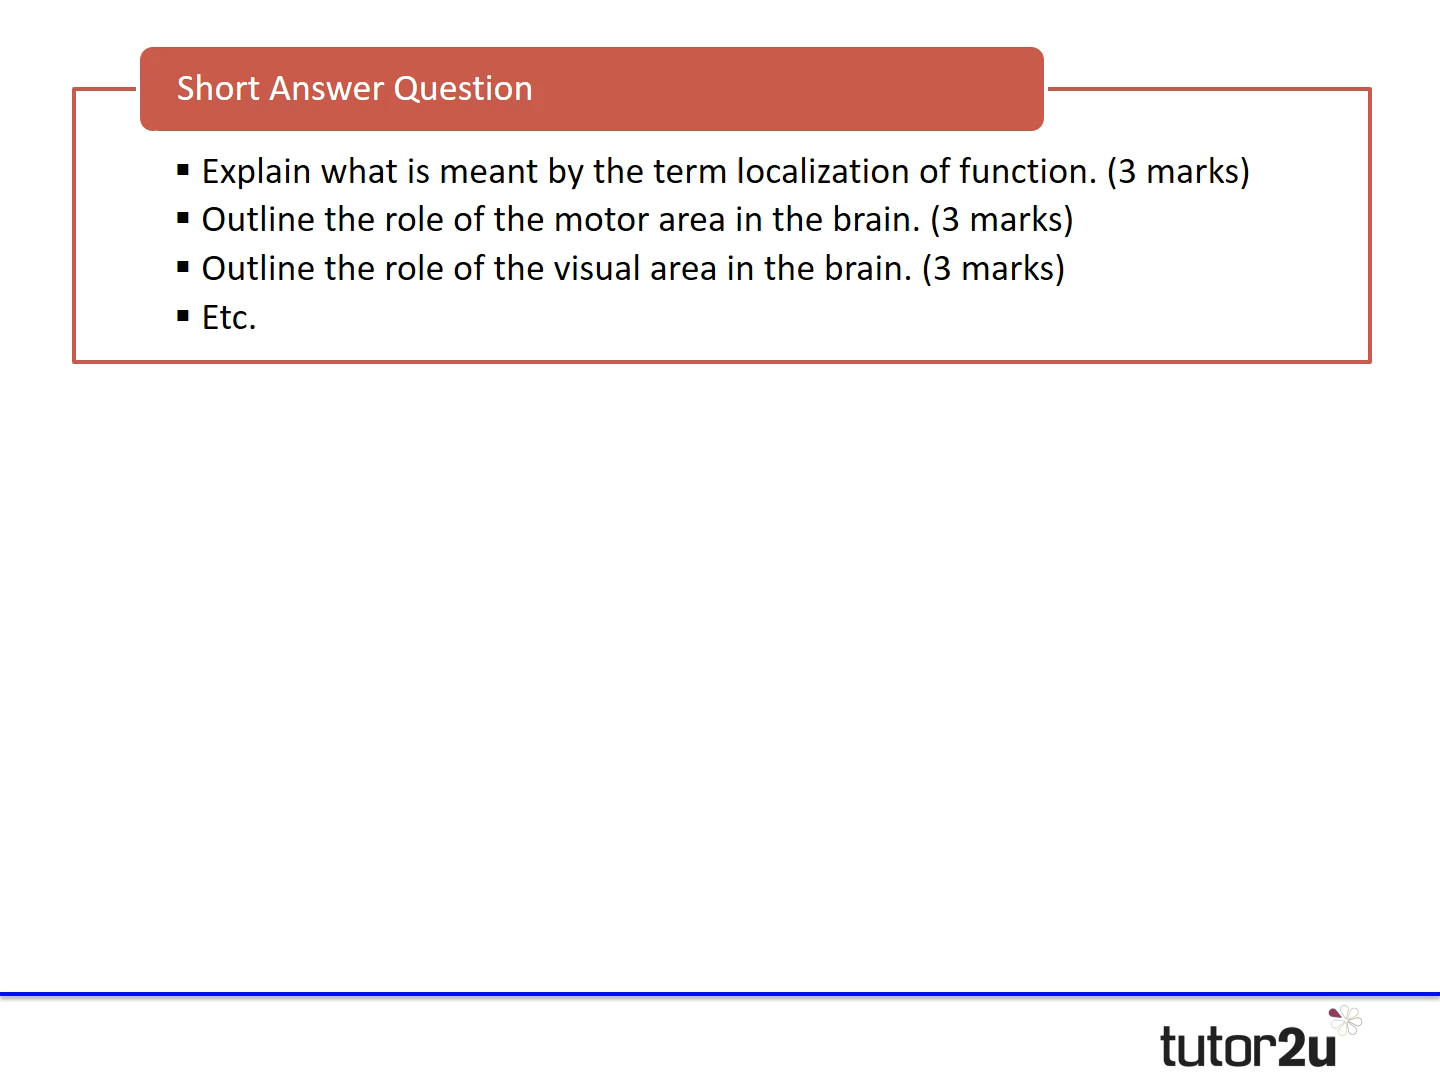 Short Answer Question
▪ Explain what is meant by the term localization of function. (3 marks)
▪ Outline the role of the motor area in the brain. (3 marks)
▪ Outline the role of the visual area in the brain. (3 marks)
▪ Etc.
tutor2u